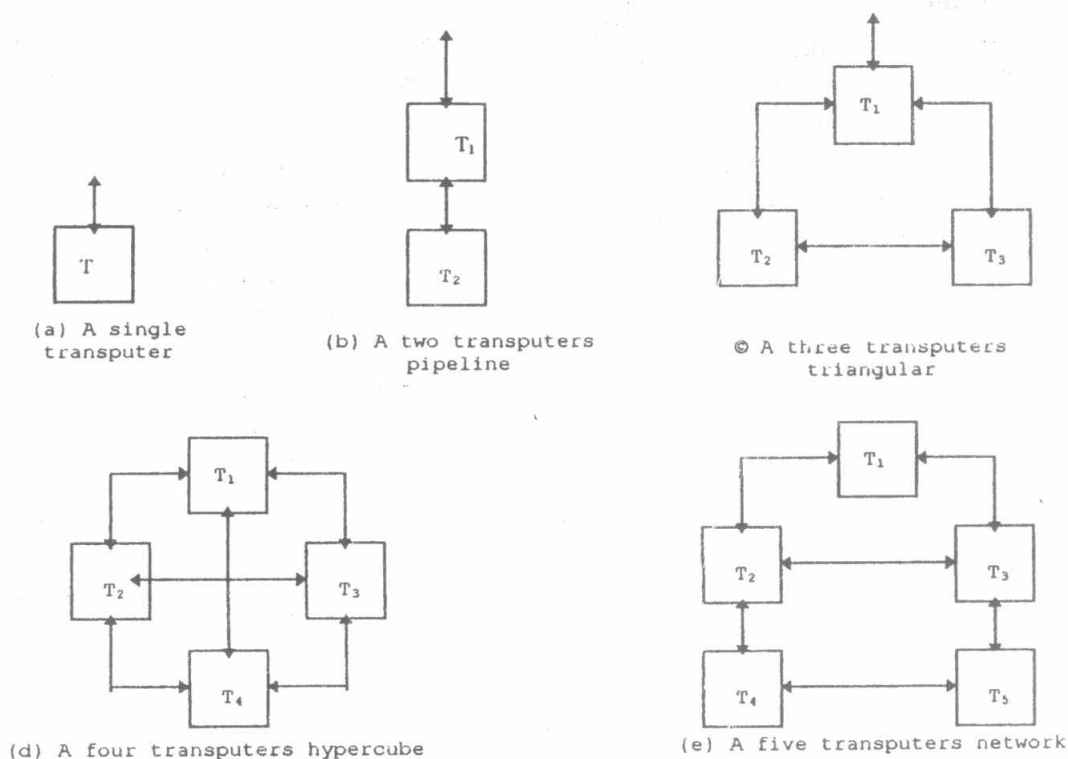 T₁
T₁
T
T₂
T₂
T₃
(a) A single
transputer
(b) A two transputers
pipeline
© A three transputers
triangular
T₁
T₁
T₂
T₃
T₂
T₃
T₄
T₄
T₅
(d) A four transputers hypercube
(e) A five transputers network